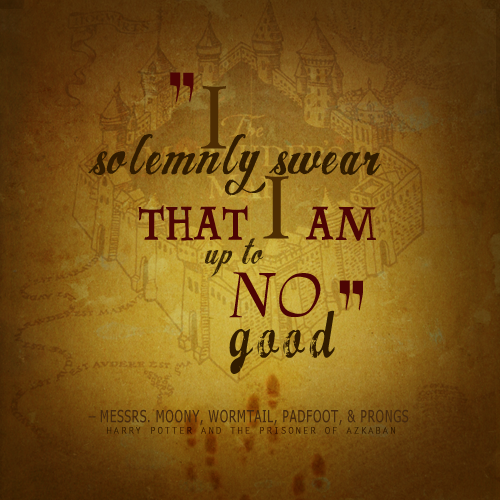 "I
solemnly swear
THAT I AM
up to
NO"
good
– MESSRS. MOONY, WORMTAIL, PADFOOT, & PRONGS
HARRY POTTER AND THE PRISONER OF AZKABAN